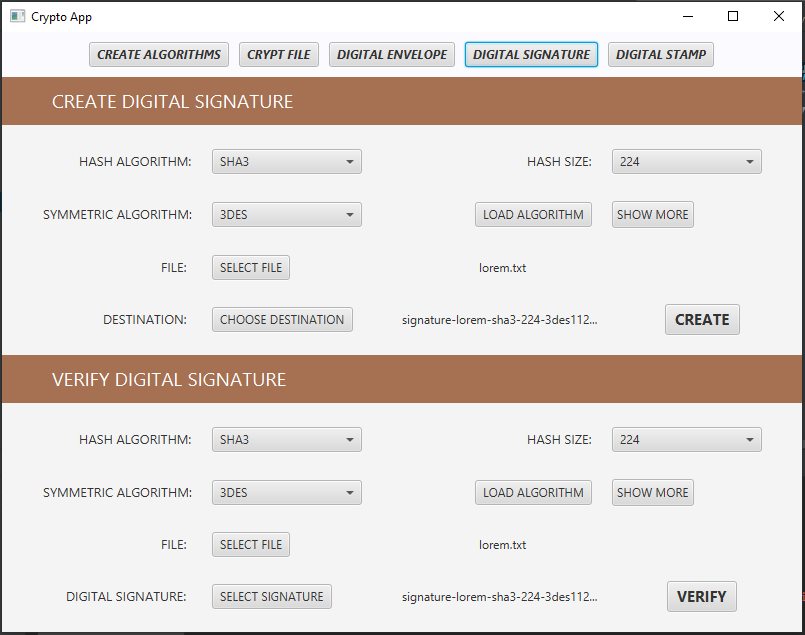 Crypto App
CREATE ALGORITHMS CRYPT FILE DIGITAL ENVELOPE DIGITAL SIGNATURE DIGITAL STAMP
CREATE DIGITAL SIGNATURE
HASH ALGORITHM: SHA3 HASH SIZE: 224
SYMMETRIC ALGORITHM: 3DES LOAD ALGORITHM SHOW MORE
FILE: SELECT FILE lorem.txt
DESTINATION: CHOOSE DESTINATION signature-lorem-sha3-224-3des112... CREATE
VERIFY DIGITAL SIGNATURE
HASH ALGORITHM: SHA3 HASH SIZE: 224
SYMMETRIC ALGORITHM: 3DES LOAD ALGORITHM SHOW MORE
FILE: SELECT FILE lorem.txt
DIGITAL SIGNATURE: SELECT SIGNATURE signature-lorem-sha3-224-3des112... VERIFY